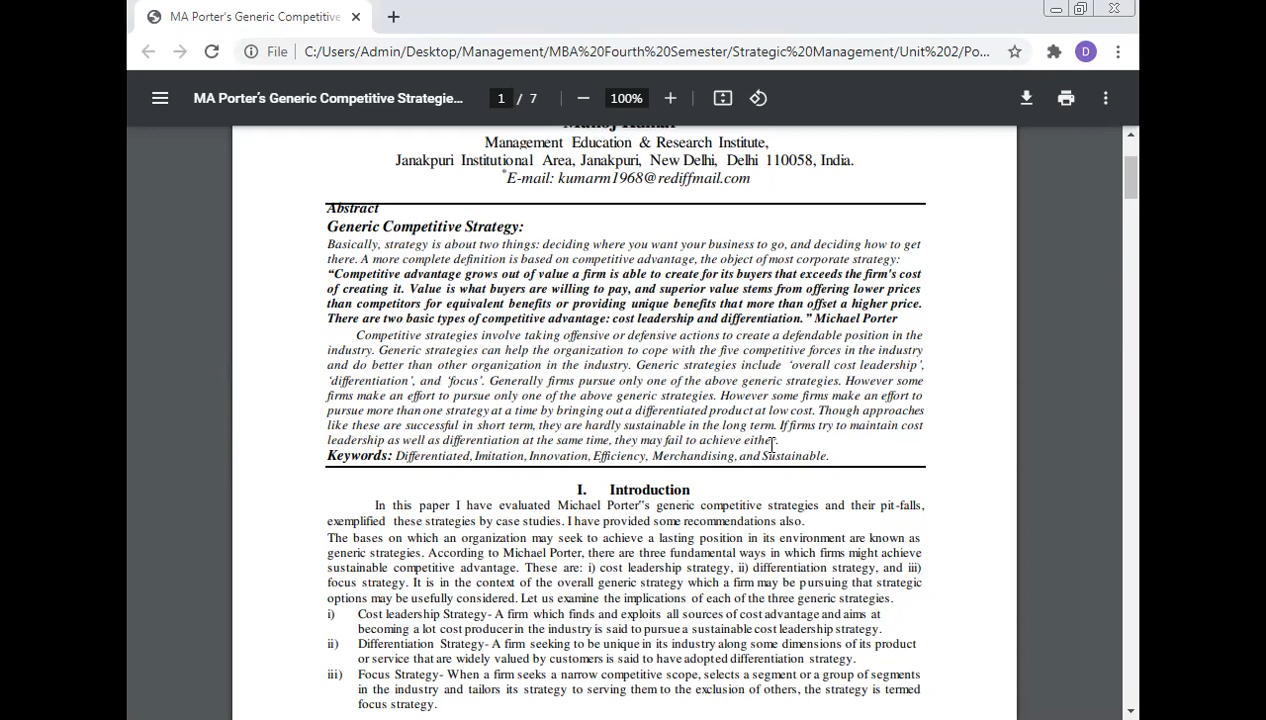 MA Porter's Generic Competitive
File C:/Users/Admin/Desktop/Management/MBA%20Fourth%20Semester/Strategic%20Management/Unit%202/Po...
D
MA Porter's Generic Competitive Strategie... 1 / 7 100%
Manoj Kumar
Management Education & Research Institute,
Janakpuri Institutional Area, Janakpuri, New Delhi, Delhi 110058, India.
*E-mail: kumarm1968@rediffmail.com
Abstract
Generic Competitive Strategy:
Basically, strategy is about two things: deciding where you want your business to go, and deciding how to get
there. A more complete definition is based on competitive advantage, the object of most corporate strategy:
“Competitive advantage grows out of value a firm is able to create for its buyers that exceeds the firm's cost
of creating it. Value is what buyers are willing to pay, and superior value stems from offering lower prices
than competitors for equivalent benefits or providing unique benefits that more than offset a higher price.
There are two basic types of competitive advantage: cost leadership and differentiation.” Michael Porter
Competitive strategies involve taking offensive or defensive actions to create a defendable position in the
industry. Generic strategies can help the organization to cope with the five competitive forces in the industry
and do better than other organization in the industry. Generic strategies include ‘overall cost leadership’,
‘differentiation’, and ‘focus’. Generally firms pursue only one of the above generic strategies. However some
firms make an effort to pursue only one of the above generic strategies. However some firms make an effort to
pursue more than one strategy at a time by bringing out a differentiated product at low cost. Though approaches
like these are successful in short term, they are hardly sustainable in the long term. If firms try to maintain cost
leadership as well as differentiation at the same time, they may fail to achieve either.
Keywords: Differentiated, Imitation, Innovation, Efficiency, Merchandising, and Sustainable.
I. Introduction
In this paper I have evaluated Michael Porter‟s generic competitive strategies and their pit-falls,
exemplified these strategies by case studies. I have provided some recommendations also.
The bases on which an organization may seek to achieve a lasting position in its environment are known as
generic strategies. According to Michael Porter, there are three fundamental ways in which firms might achieve
sustainable competitive advantage. These are: i) cost leadership strategy, ii) differentiation strategy, and iii)
focus strategy. It is in the context of the overall generic strategy which a firm may be pursuing that strategic
options may be usefully considered. Let us examine the implications of each of the three generic strategies.
i) Cost leadership Strategy- A firm which finds and exploits all sources of cost advantage and aims at
becoming a lot cost producer in the industry is said to pursue a sustainable cost leadership strategy.
ii) Differentiation Strategy- A firm seeking to be unique in its industry along some dimensions of its product
or service that are widely valued by customers is said to have adopted differentiation strategy.
iii) Focus Strategy- When a firm seeks a narrow competitive scope, selects a segment or a group of segments
in the industry and tailors its strategy to serving them to the exclusion of others, the strategy is termed
focus strategy.